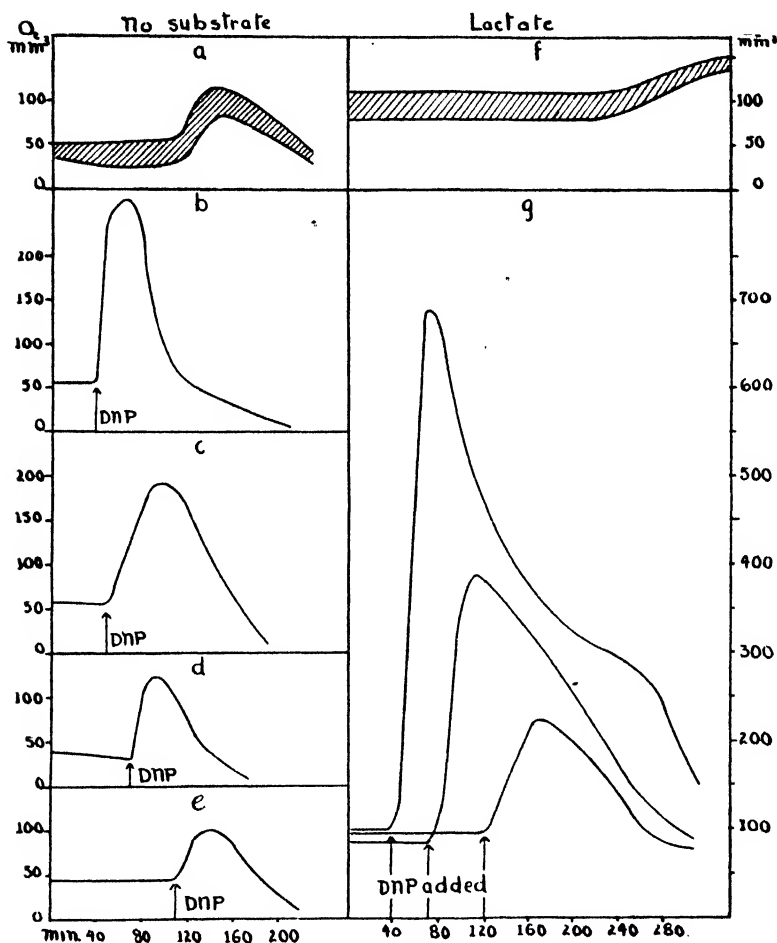 O₂ no substrate Lactate
mm³ mm³
a f
100 100
50 50
0 0
b g
200
150 700
100
50 600
DNP
0
c
200 500
150
100 400
50
DNP
0
d 300
100
50 200
DNP
0
e
100 100
50
DNP DNP added
0
min. 40 80 120 160 200 40 80 120 160 200 240 280